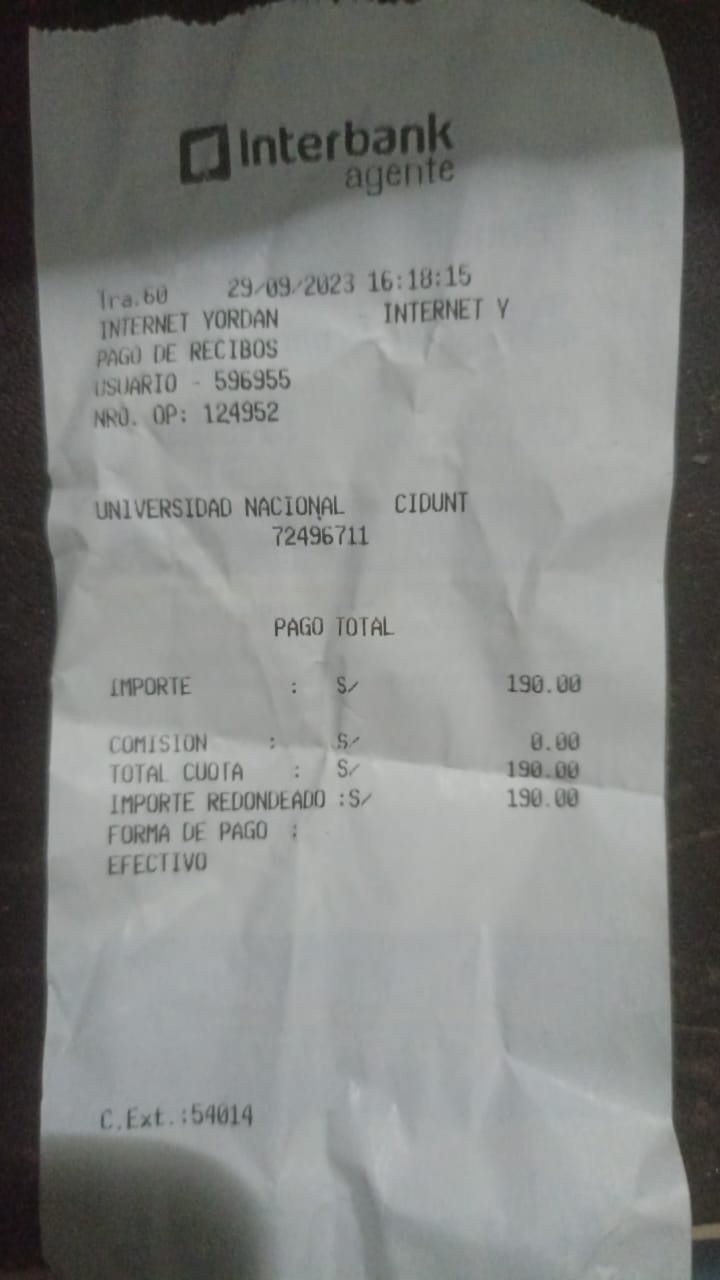 Interbank
agente
Tra.60 29/09/2023 16:18:15
INTERNET YORDAN INTERNET Y
PAGO DE RECIBOS
USUARIO - 596955
NRO. OP: 124952
UNIVERSIDAD NACIONAL CIDUNT
72496711
PAGO TOTAL
IMPORTE : S/ 190.00
COMISION : S/ 0.00
TOTAL CUOTA : S/ 190.00
IMPORTE REDONDEADO :S/ 190.00
FORMA DE PAGO :
EFECTIVO
C.Ext.:54014